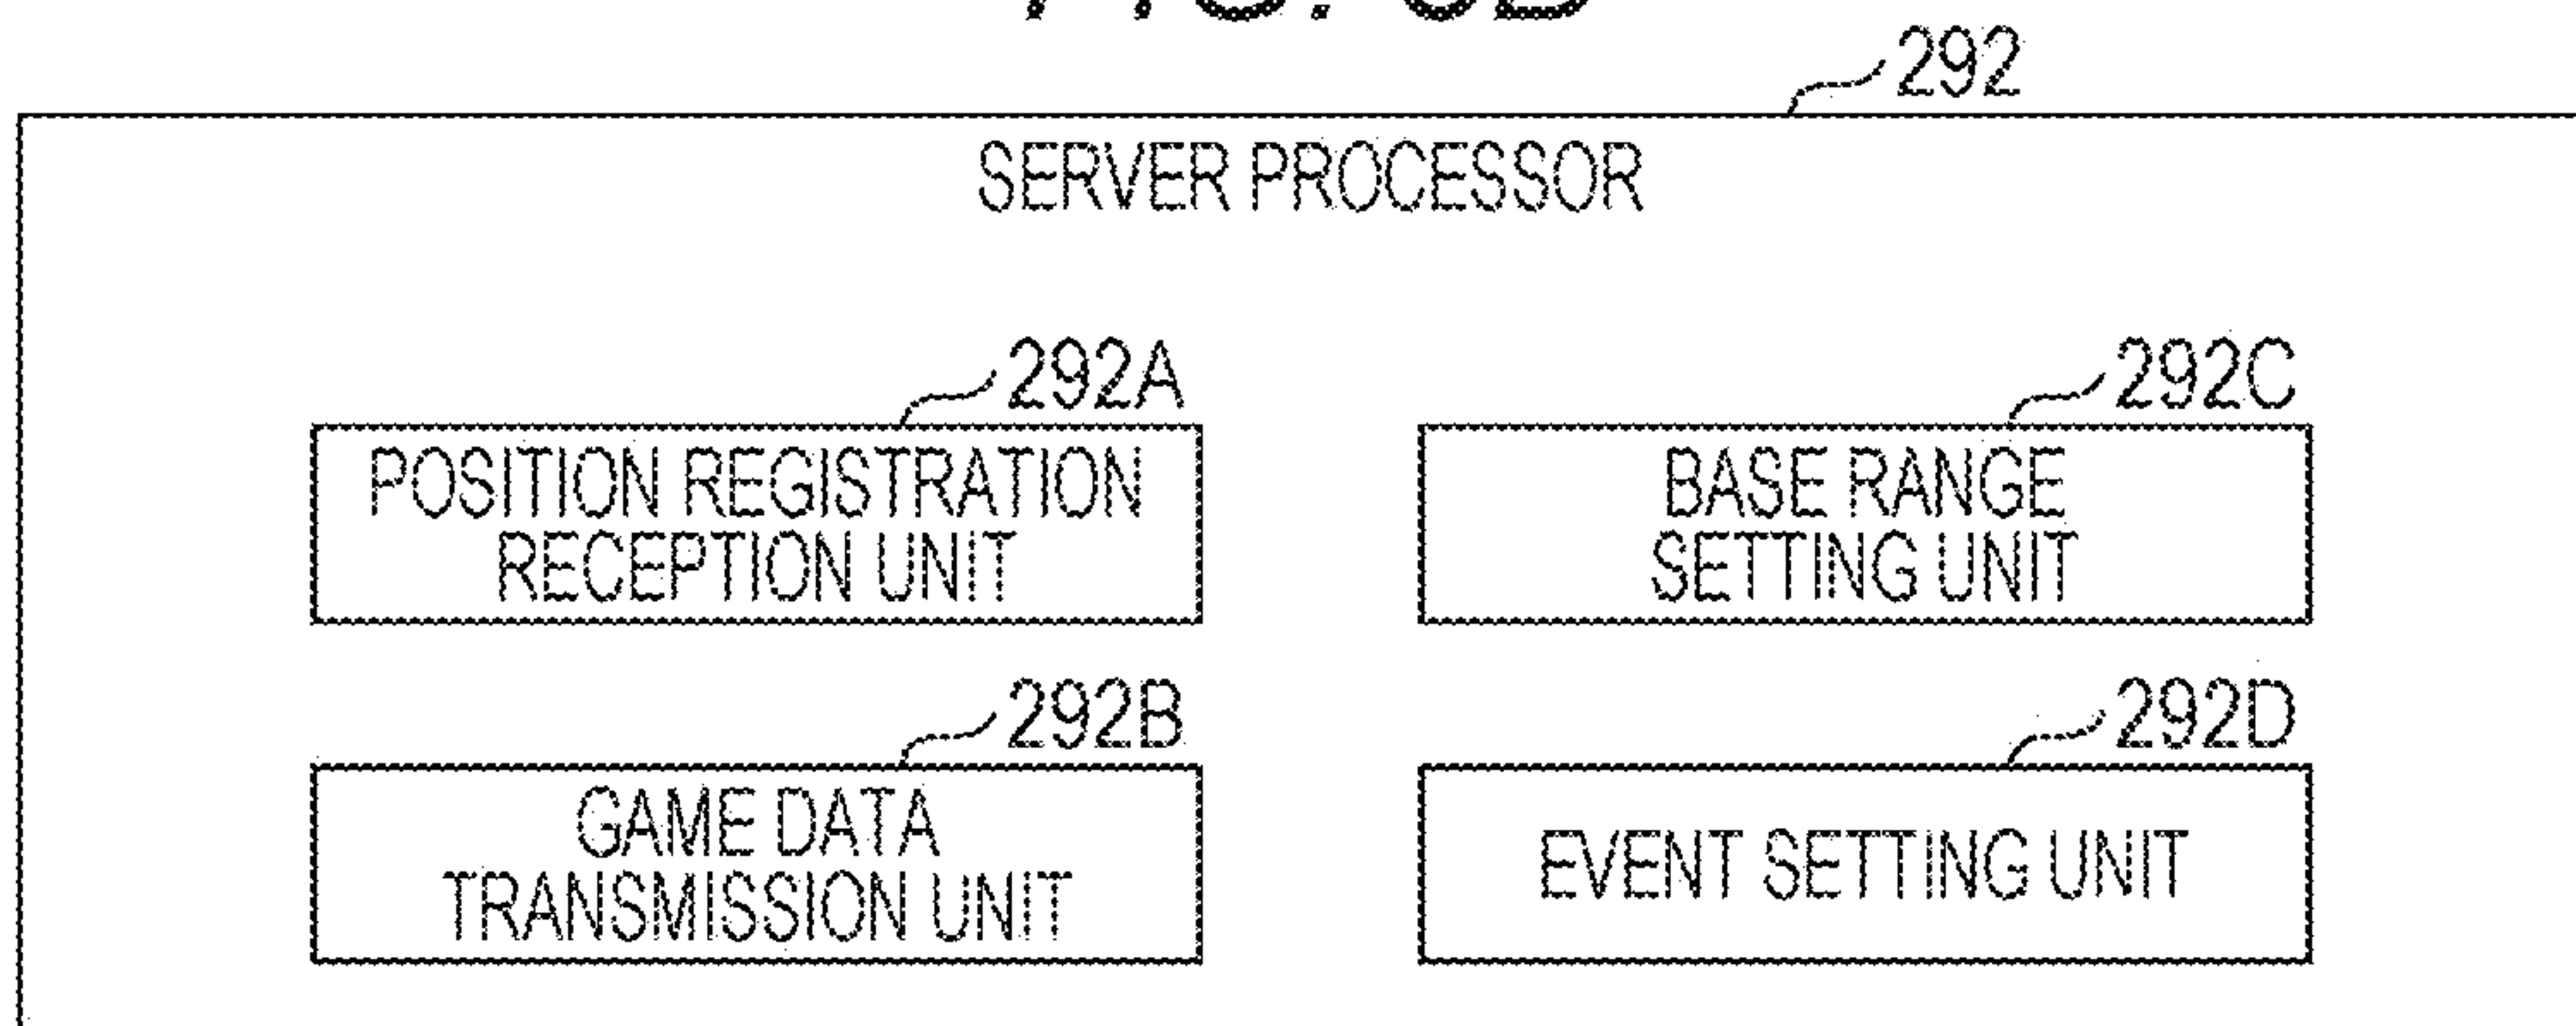 292
SERVER PROCESSOR
292A
POSITION REGISTRATION
RECEPTION UNIT
292C
BASE RANGE
SETTING UNIT
292B
GAME DATA
TRANSMISSION UNIT
292D
EVENT SETTING UNIT